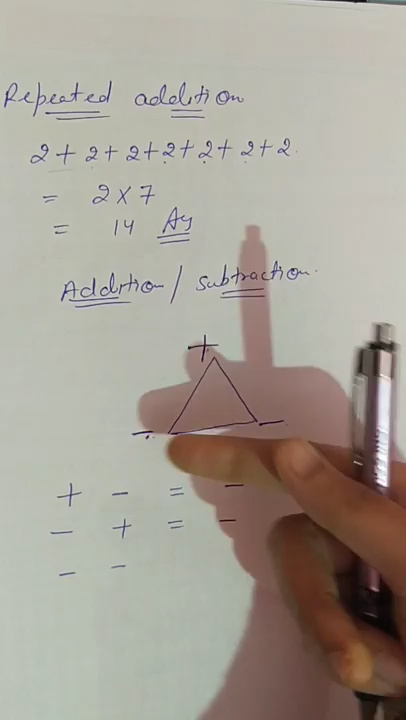 Repeated addition
2 + 2 + 2 + 2 + 2 + 2 + 2
= 2 × 7
= 14 Ay
Addition / Subtraction
+
- -
+ - = -
- + = -
- -